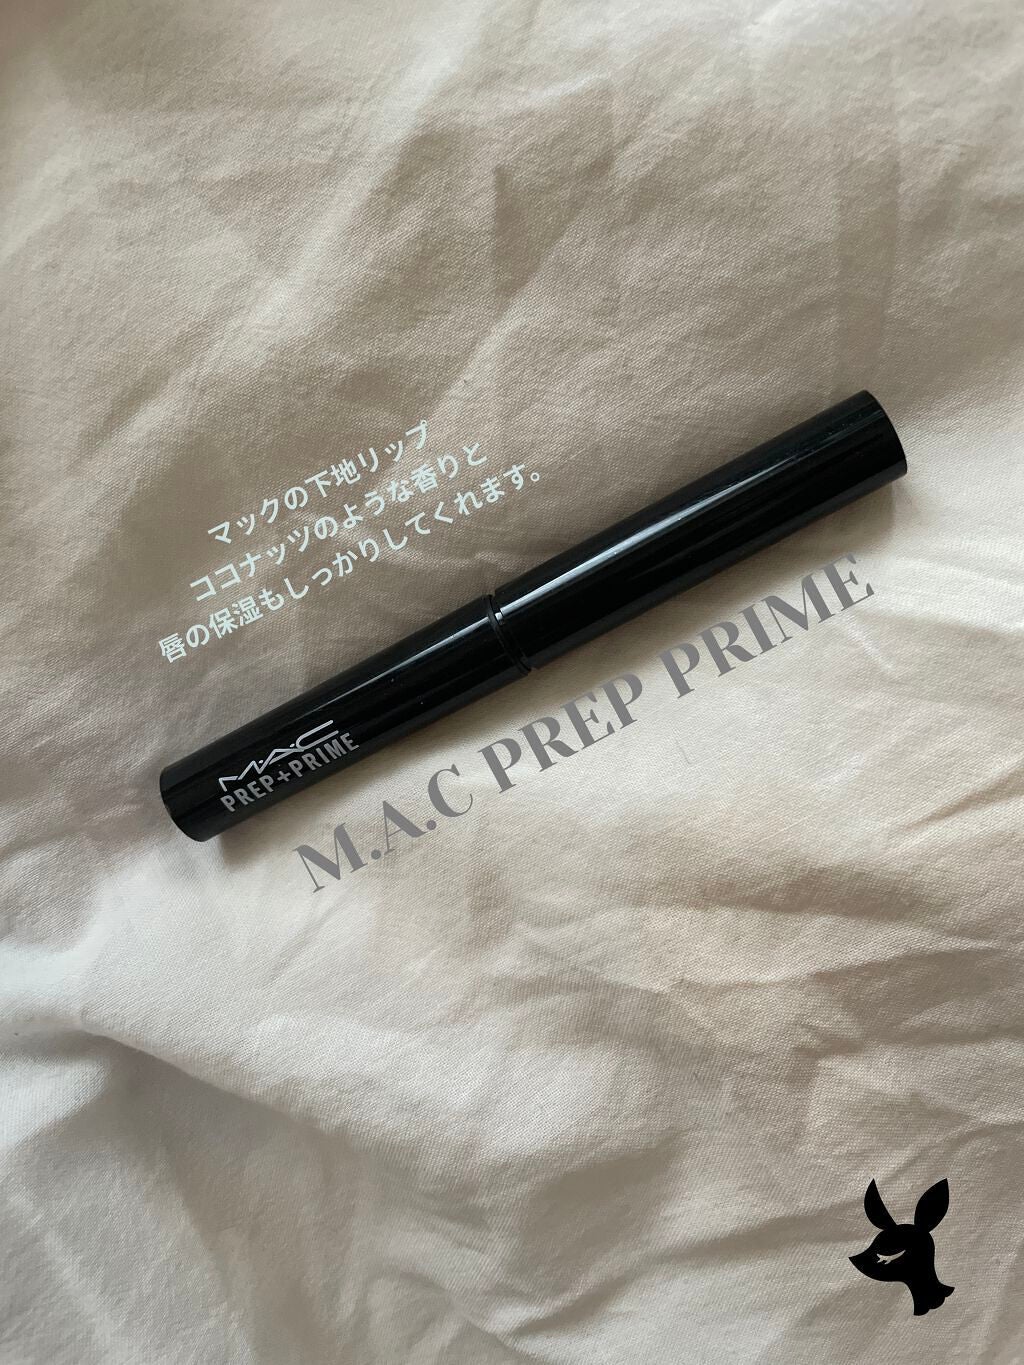 マックの下地リップ
ココナッツのような香りと
唇の保湿もしっかりしてくれます。
M·A·C
PREP+PRIME
M.A.C PREP PRIME